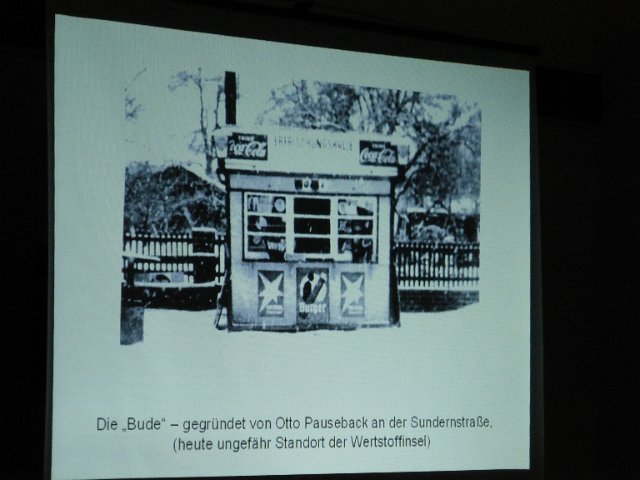 Coca-Cola ERFRISCHUNGSHALLE Coca-Cola
Burger
Die „Bude“ – gegründet von Otto Pauseback an der Sundernstraße,
(heute ungefähr Standort der Wertstoffinsel)